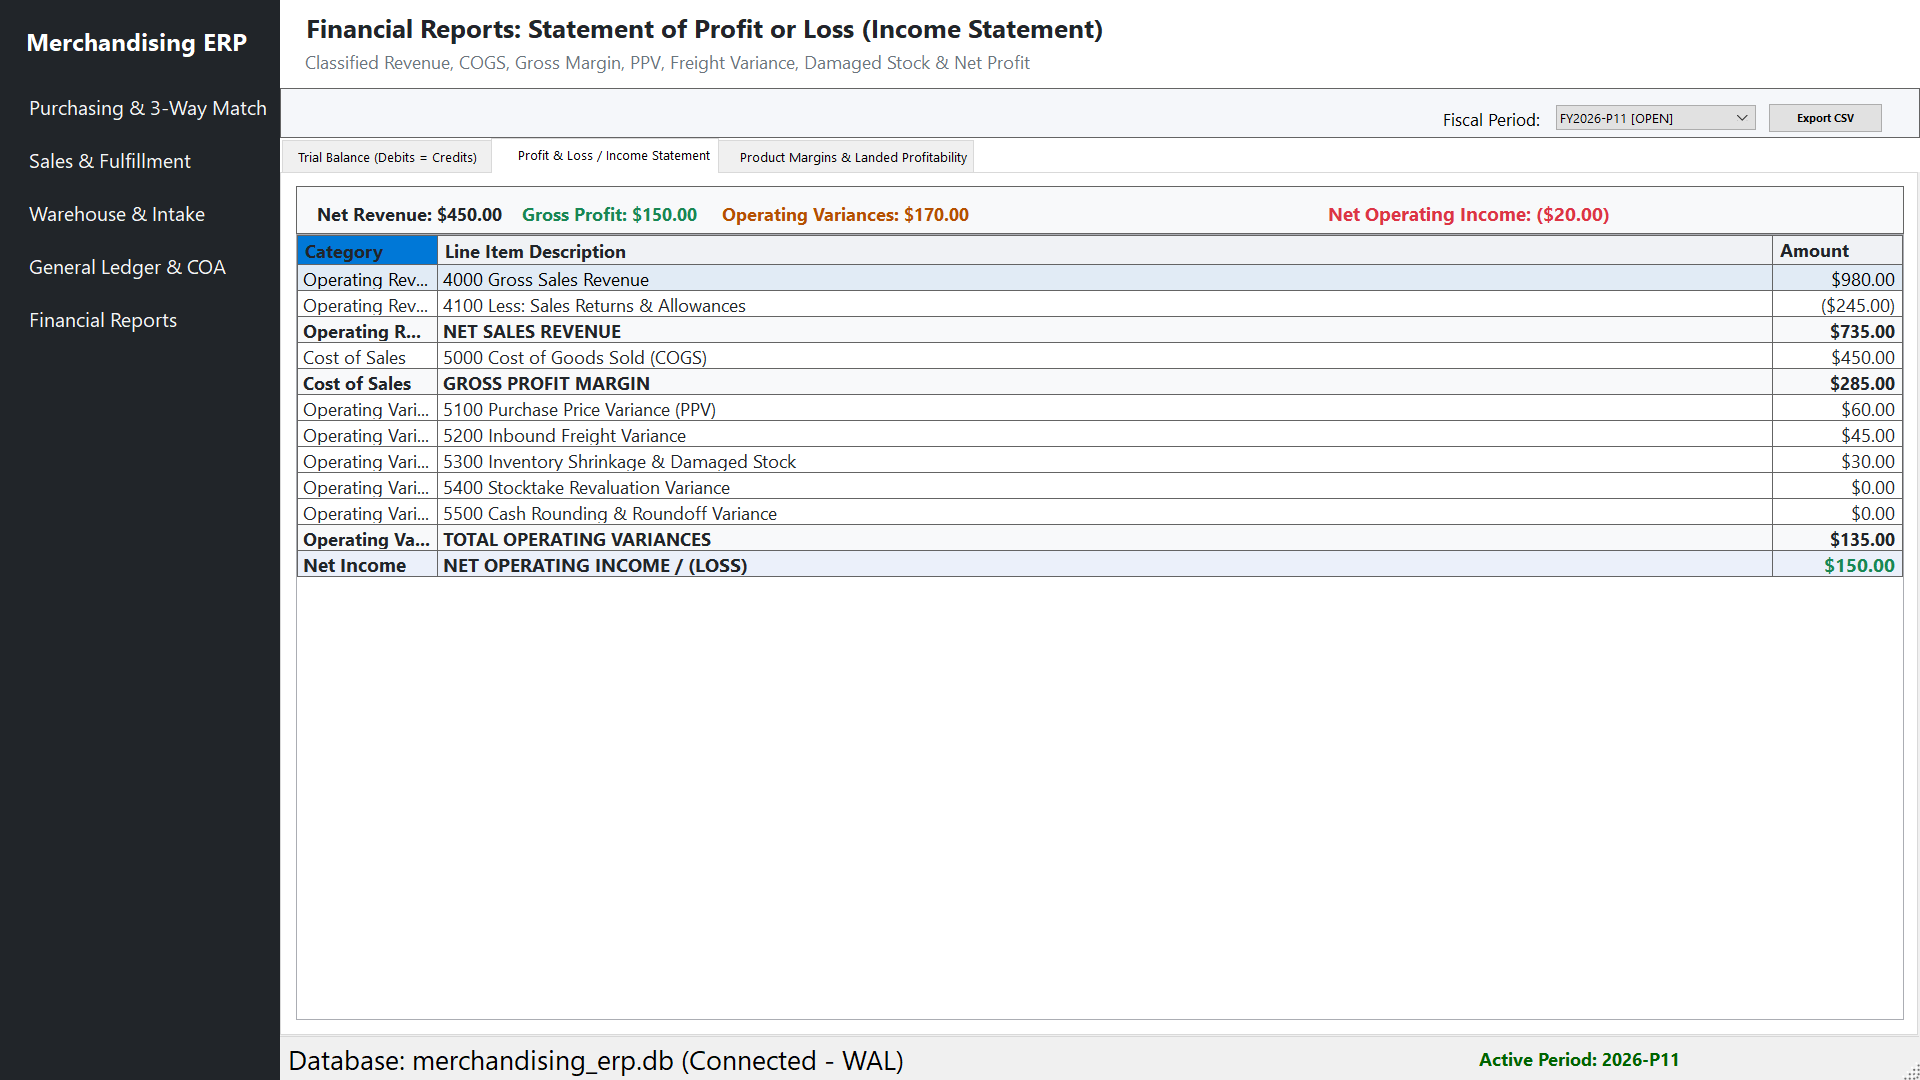 Merchandising ERP
Purchasing & 3-Way Match
Sales & Fulfillment
Warehouse & Intake
General Ledger & COA
Financial Reports
Financial Reports: Statement of Profit or Loss (Income Statement)
Classified Revenue, COGS, Gross Margin, PPV, Freight Variance, Damaged Stock & Net Profit
Fiscal Period: FY2026-P11 [OPEN] Export CSV
Trial Balance (Debits = Credits) Profit & Loss / Income Statement Product Margins & Landed Profitability
Net Revenue: $450.00 Gross Profit: $150.00 Operating Variances: $170.00 Net Operating Income: ($20.00)
Category Line Item Description Amount
Operating Rev... 4000 Gross Sales Revenue $980.00
Operating Rev... 4100 Less: Sales Returns & Allowances ($245.00)
Operating R... NET SALES REVENUE $735.00
Cost of Sales 5000 Cost of Goods Sold (COGS) $450.00
Cost of Sales GROSS PROFIT MARGIN $285.00
Operating Vari... 5100 Purchase Price Variance (PPV) $60.00
Operating Vari... 5200 Inbound Freight Variance $45.00
Operating Vari... 5300 Inventory Shrinkage & Damaged Stock $30.00
Operating Vari... 5400 Stocktake Revaluation Variance $0.00
Operating Vari... 5500 Cash Rounding & Roundoff Variance $0.00
Operating Va... TOTAL OPERATING VARIANCES $135.00
Net Income NET OPERATING INCOME / (LOSS) $150.00
Database: merchandising_erp.db (Connected - WAL) Active Period: 2026-P11